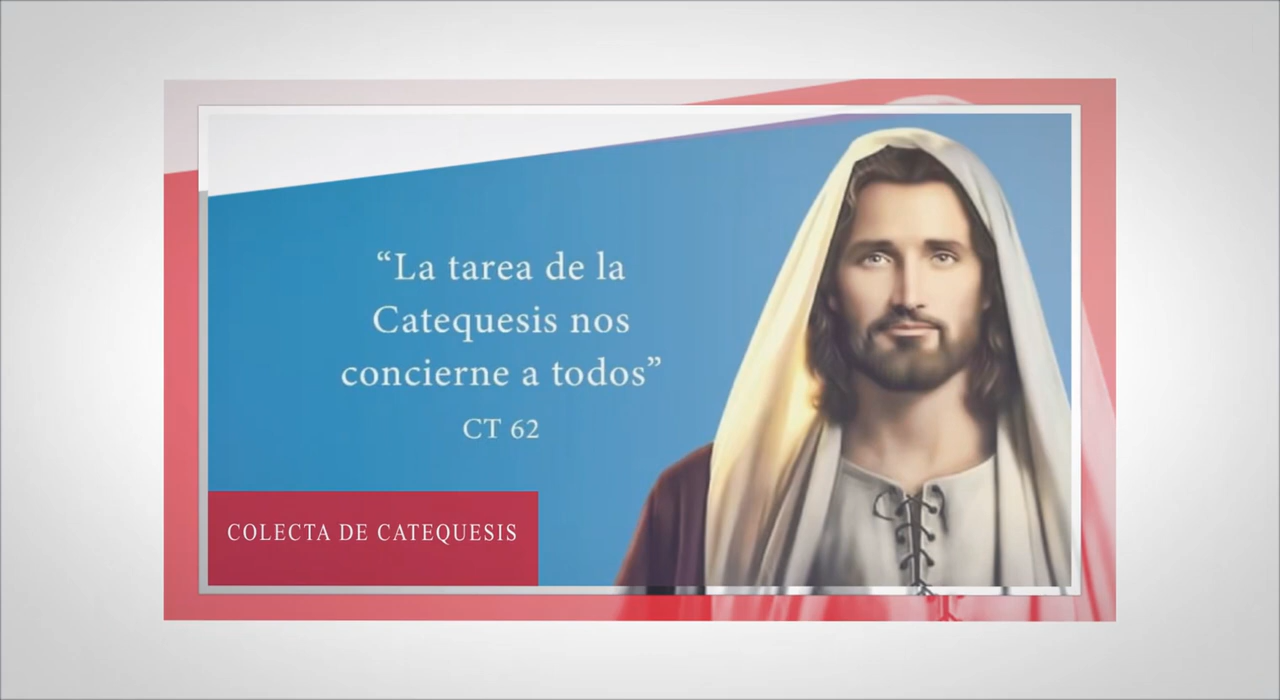 “La tarea de la
Catequesis nos
concierne a todos”
CT 62
COLECTA DE CATEQUESIS